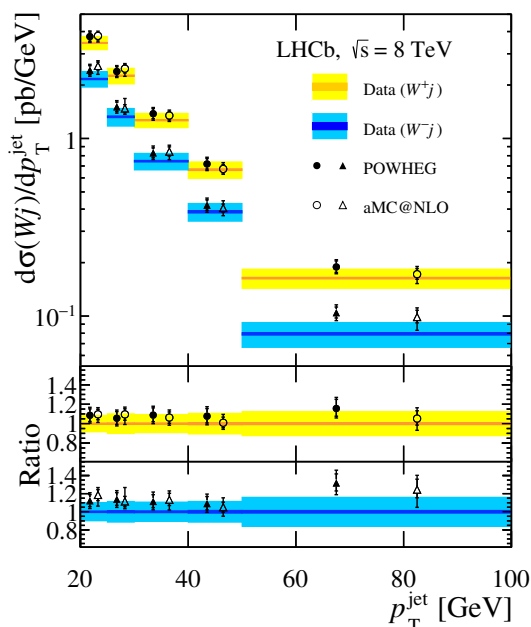 LHCb, √s = 8 TeV
Data (W⁺j)
Data (W⁻j)
POWHEG
aMC@NLO
dσ(Wj)/dp_T^jet [pb/GeV]
1
10⁻¹
Ratio
1.4
1.2
1
0.8
1.4
1.2
1
0.8
20 40 60 80 100
p_T^jet [GeV]